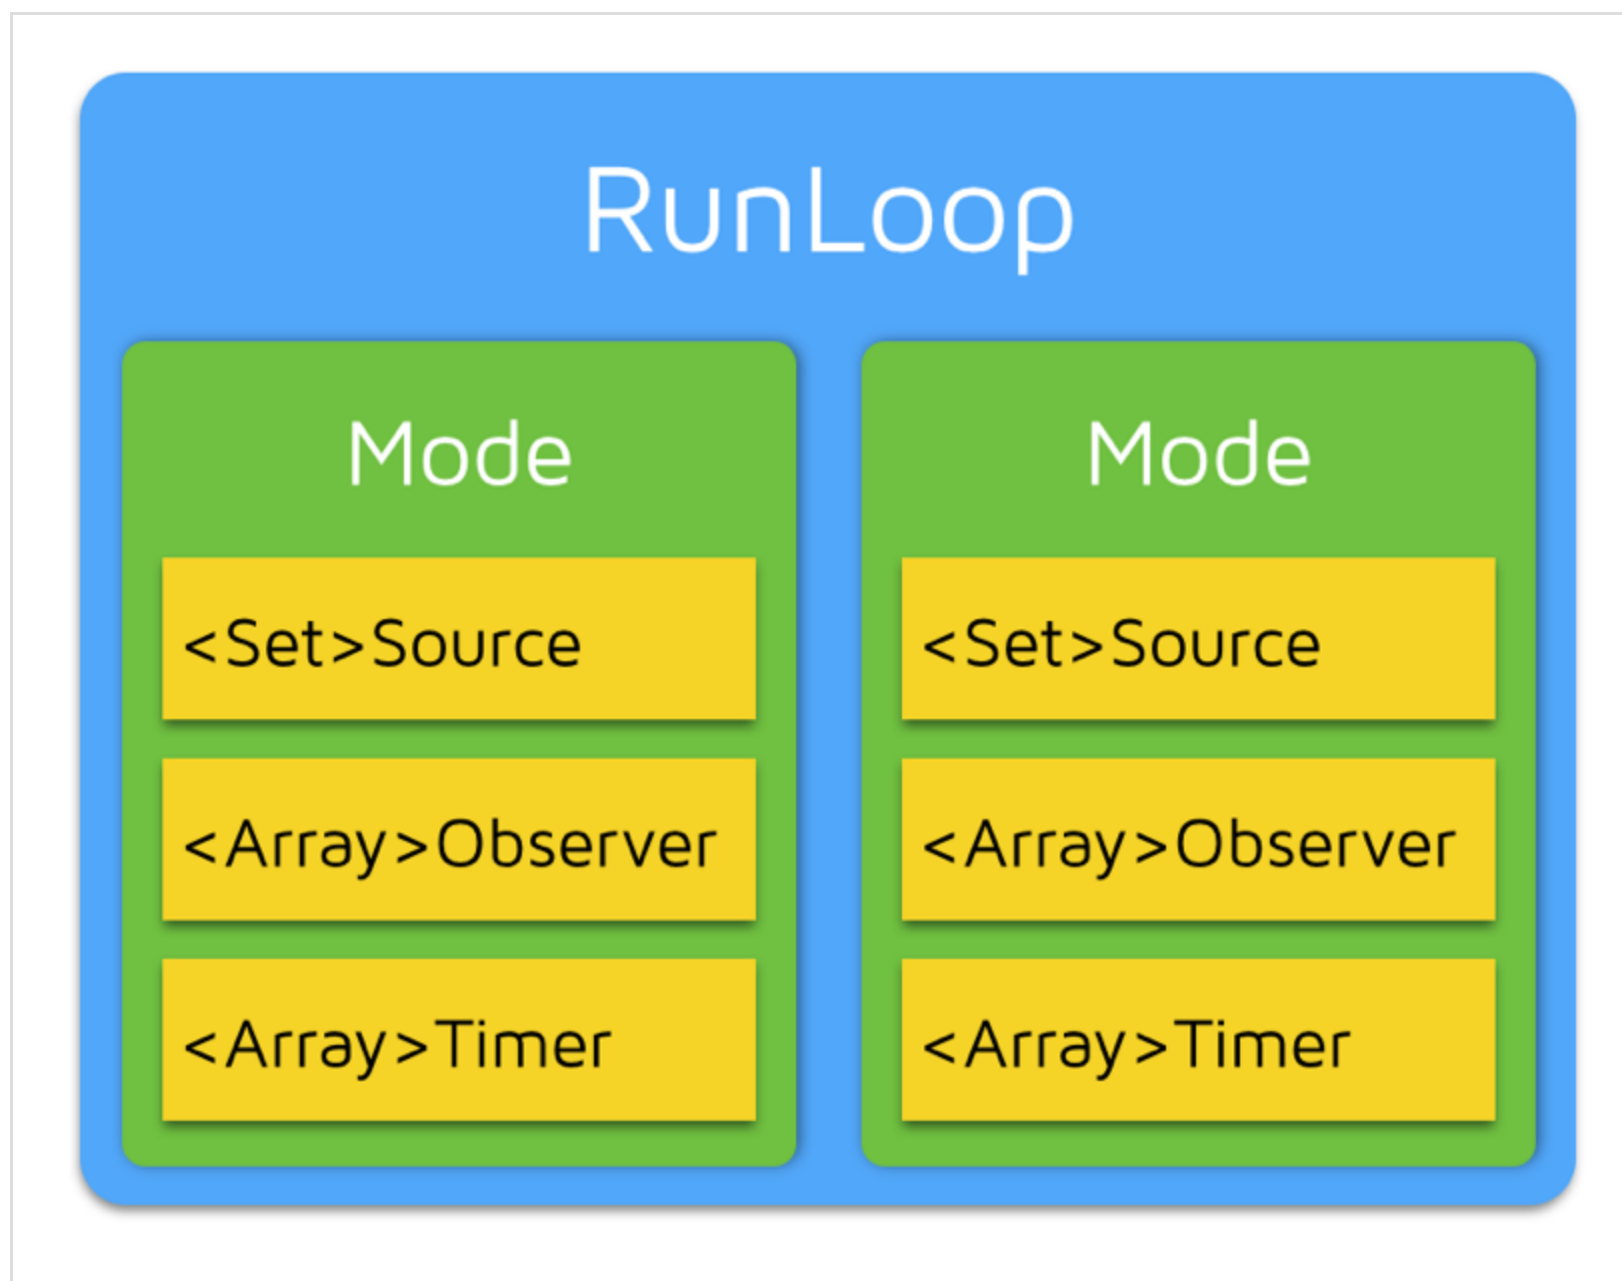 RunLoop
Mode
<Set>Source
<Array>Observer
<Array>Timer
Mode
<Set>Source
<Array>Observer
<Array>Timer